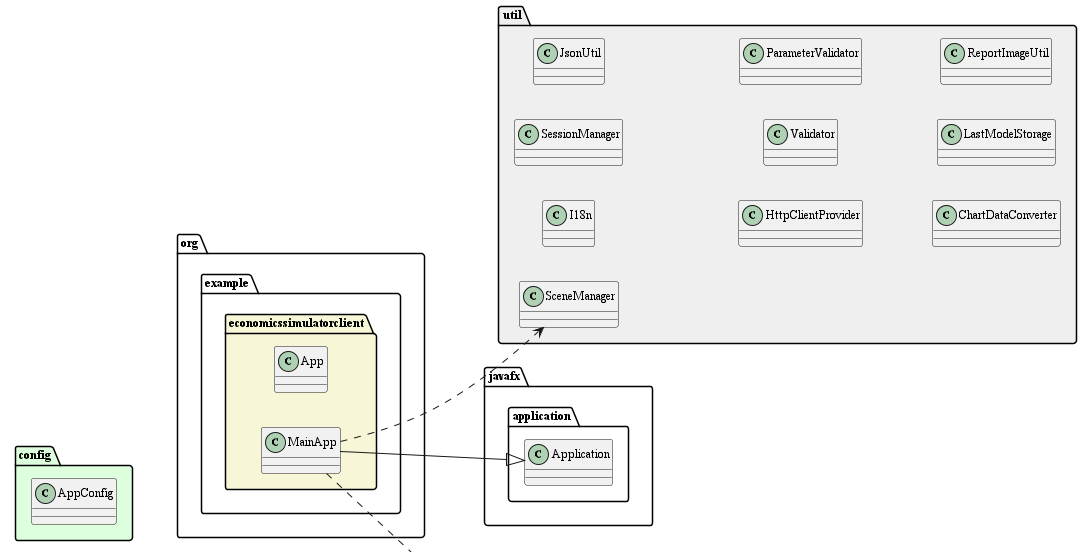 util
C JsonUtil
C ParameterValidator
C ReportImageUtil
C SessionManager
C Validator
C LastModelStorage
C I18n
C HttpClientProvider
C ChartDataConverter
C SceneManager
org
example
economicssimulatorclient
C App
C MainApp
javafx
application
C Application
config
C AppConfig